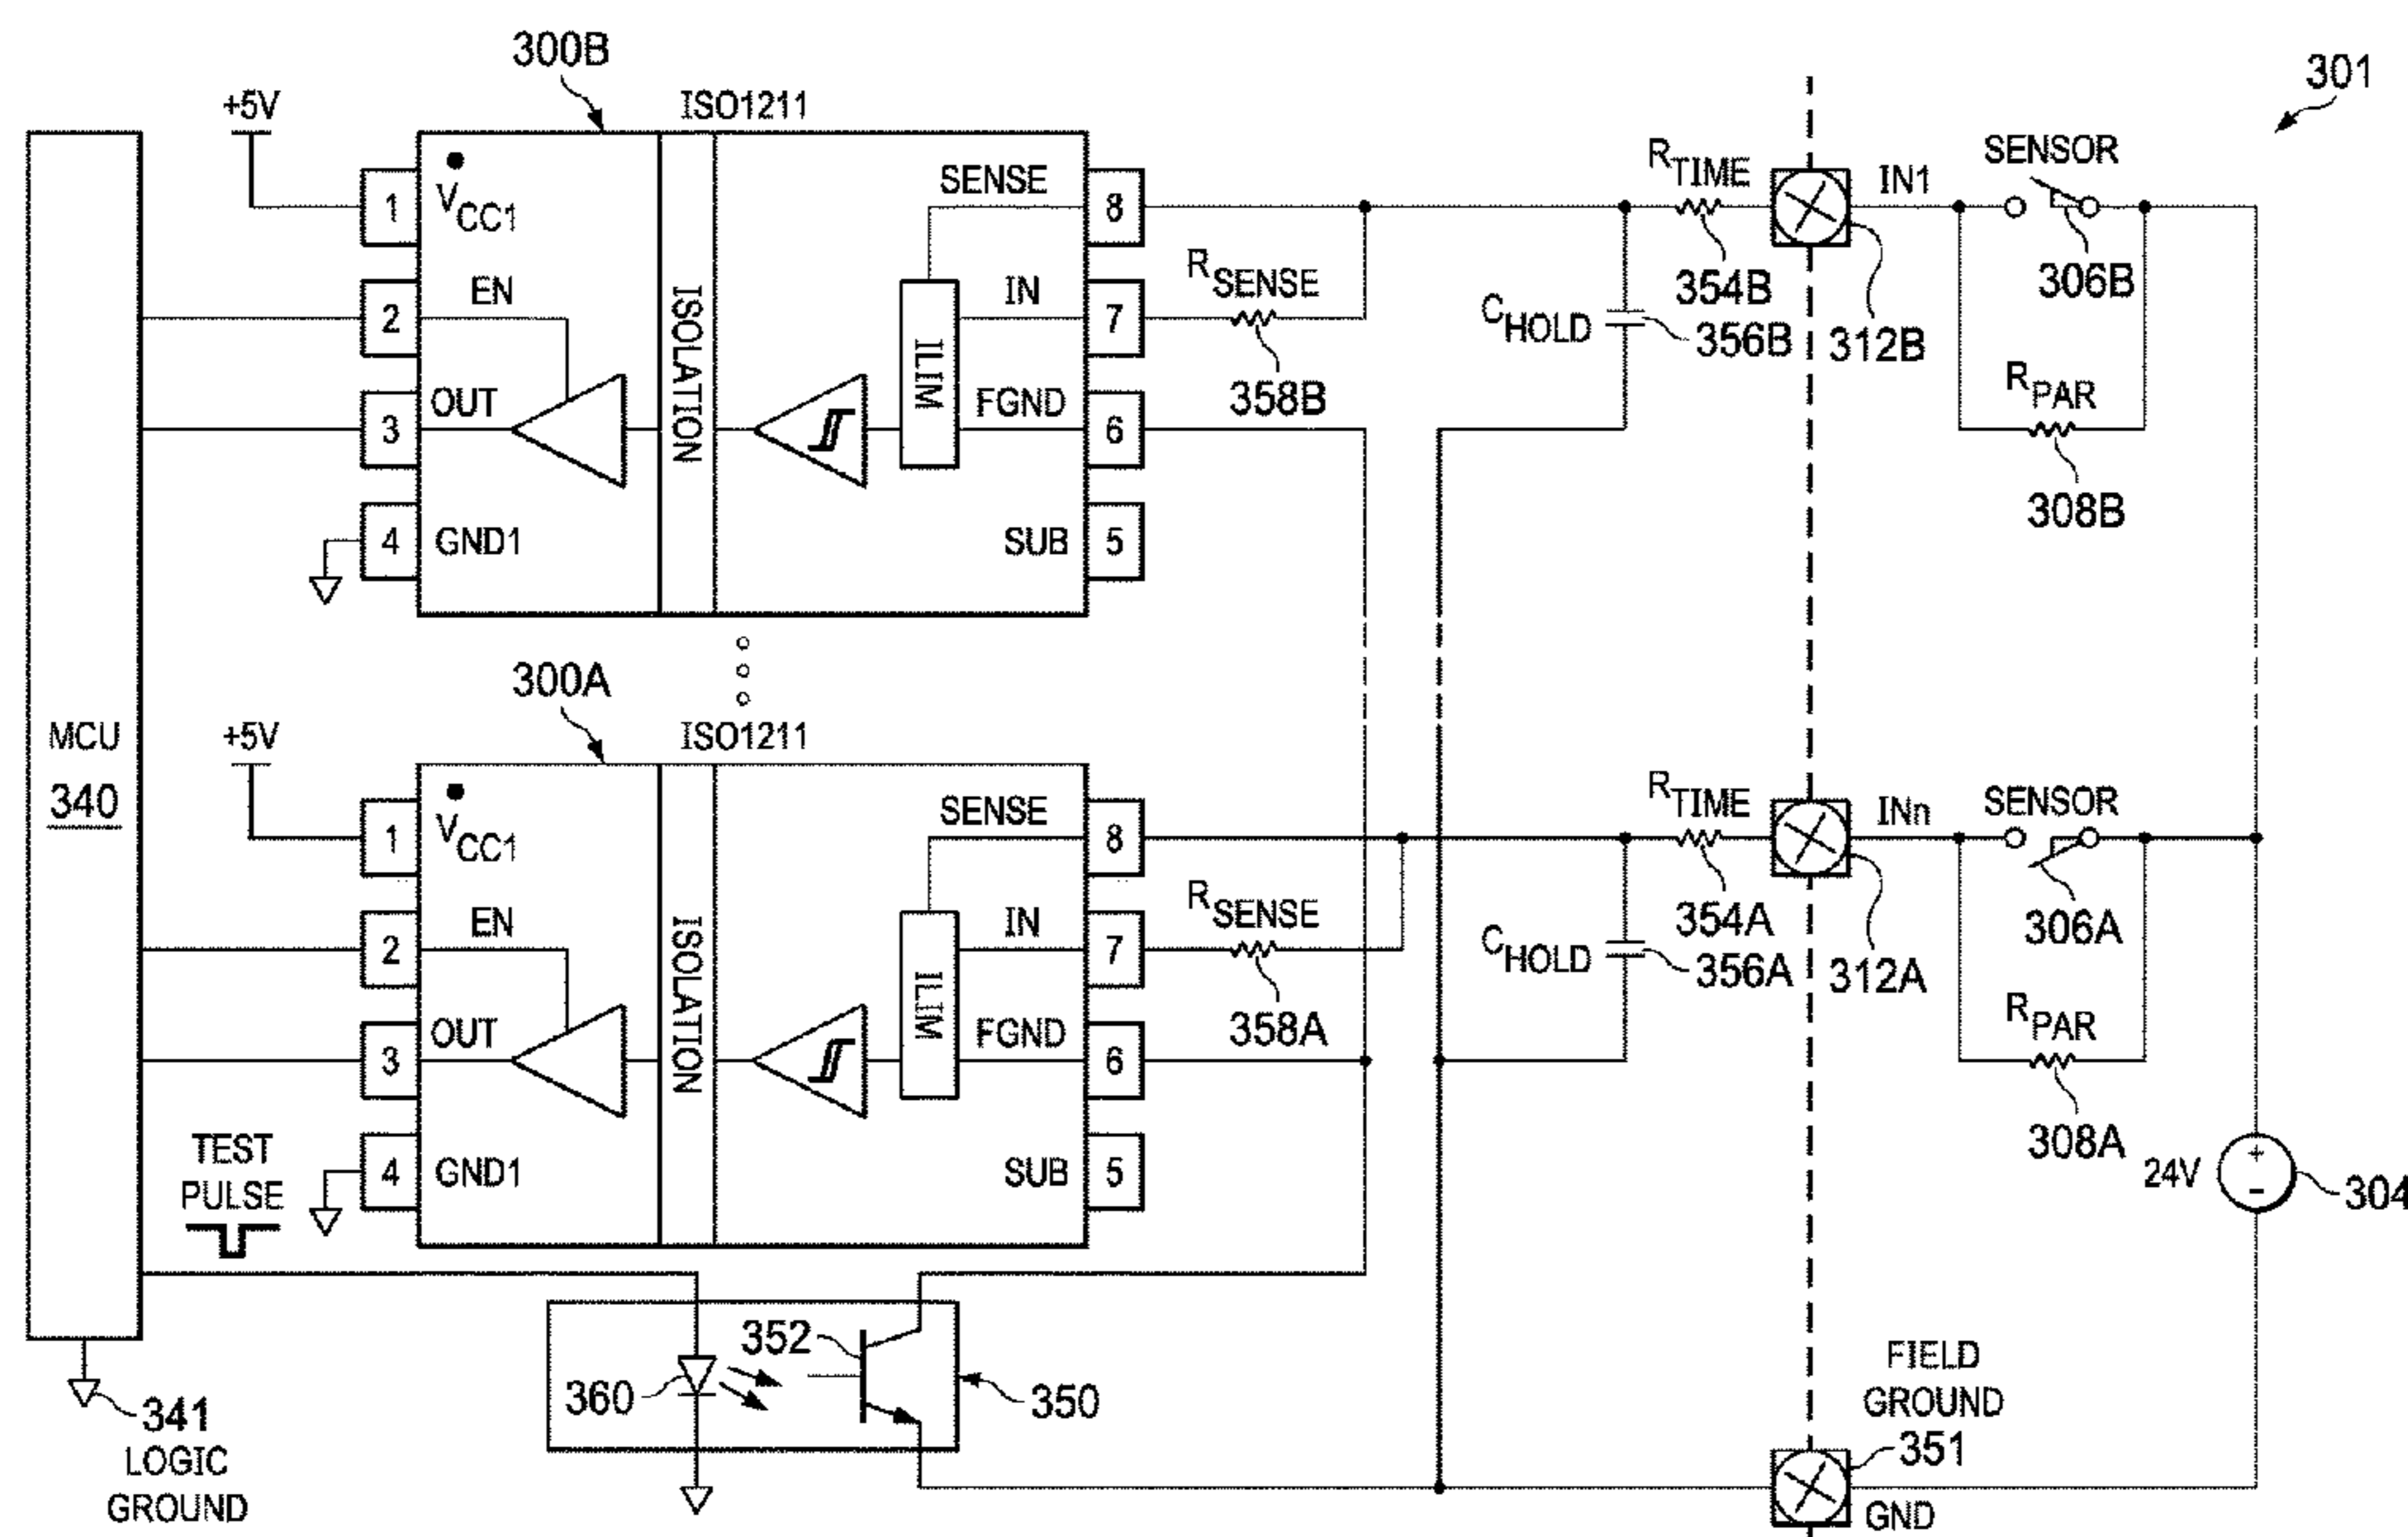 300B
301
+5V
ISO1211
1
VCC1
SENSE
8
RTIME
IN1
SENSOR
2
EN
ISOLATION
ILIM
IN
7
RSENSE
354B
306B
CHOLD
356B
312B
3
OUT
FGND
6
358B
RPAR
4
GND1
SUB
5
308B
300A
MCU
340
+5V
ISO1211
1
VCC1
SENSE
8
RTIME
INn
SENSOR
2
EN
ISOLATION
ILIM
IN
7
RSENSE
354A
306A
CHOLD
356A
312A
3
OUT
FGND
6
358A
RPAR
TEST
PULSE
4
GND1
SUB
5
308A
24V
+
-
304
352
360
350
FIELD
GROUND
351
GND
341
LOGIC
GROUND